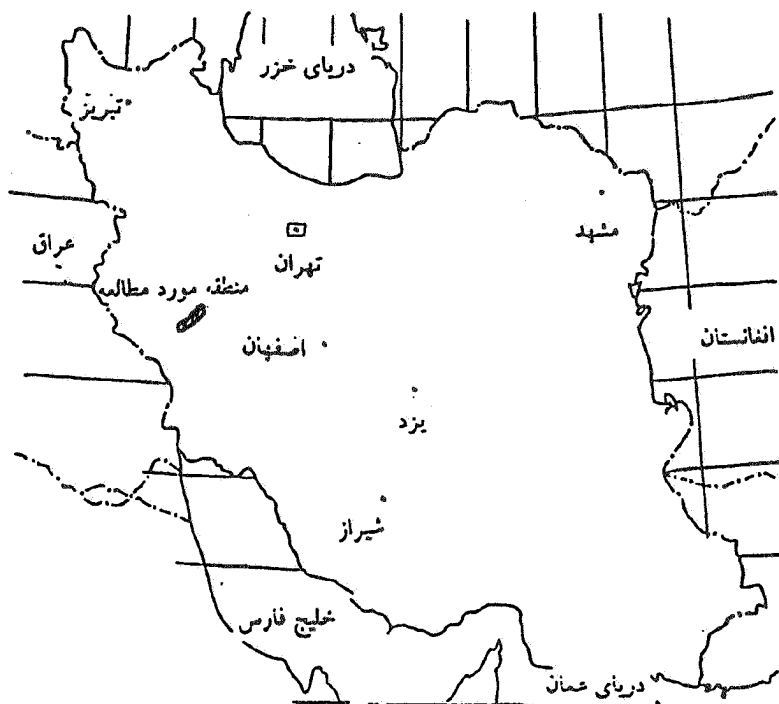 دریای خزر
تبریز
مشهد
عراق
تهران
منطقه مورد مطالعه
افغانستان
اصفهان
یزد
شیراز
خلیج فارس
دریای عمان